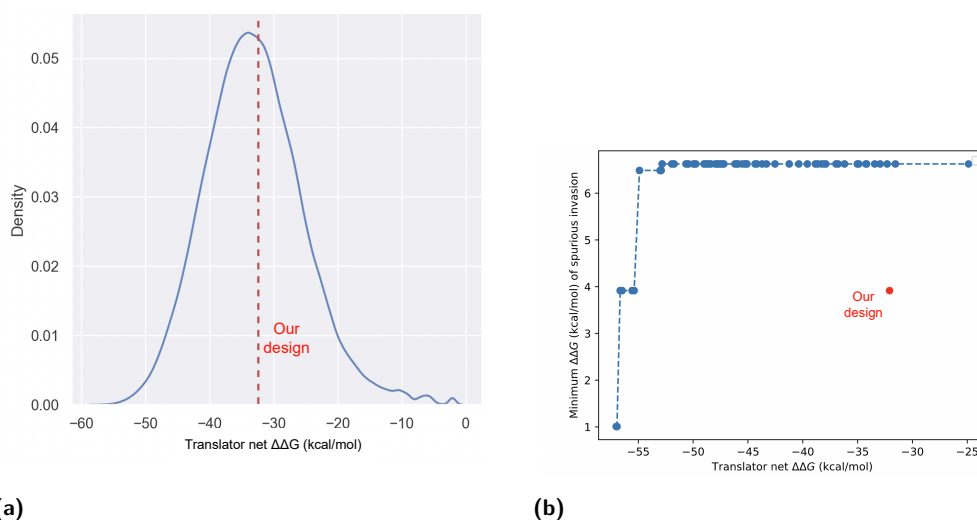 0.05
0.04
0.03
0.02
0.01
0.00
Density
−60 −50 −40 −30 −20 −10 0
Translator net ΔΔG (kcal/mol)
Our
design
(a)
6
5
4
3
2
1
Minimum ΔΔG (kcal/mol) of spurious invasion
−55 −50 −45 −40 −35 −30 −25
Translator net ΔΔG (kcal/mol)
Our
design
(b)